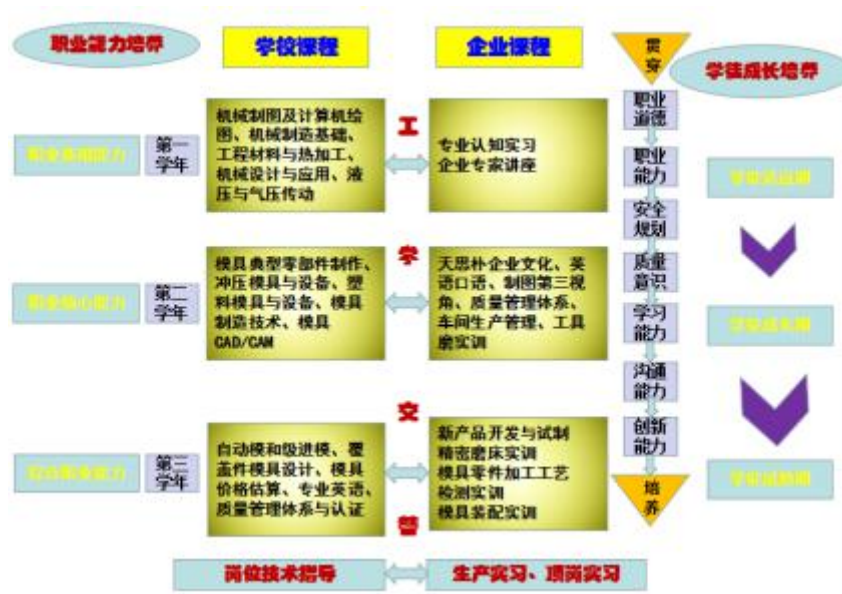 职业能力培养
学校课程
企业课程
贯穿
学徒成长培养
第一
学年
机械制图及计算机绘
图、机械制造基础、
工程材料与热加工、
机械设计与应用、液
压与气压传动
工
专业认知实习
企业专家讲座
职业
道德
职业
能力
安全
规划
第二
学年
模具典型零部件制作、
冲压模具与设备、塑
料模具与设备、模具
制造技术、模具
CAD/CAM
学
天思朴企业文化、英
语口语、制图第三视
角、质量管理体系、
车间生产管理、工具
磨实训
质量
意识
学习
能力
沟通
能力
第三
学年
自动模和级进模、覆
盖件模具设计、模具
价格估算、专业英语、
质量管理体系与认证
交
替
新产品开发与试制
精密磨床实训
模具零件加工工艺
检测实训
模具装配实训
创新
能力
培养
岗位技术指导
生产实习、顶岗实习